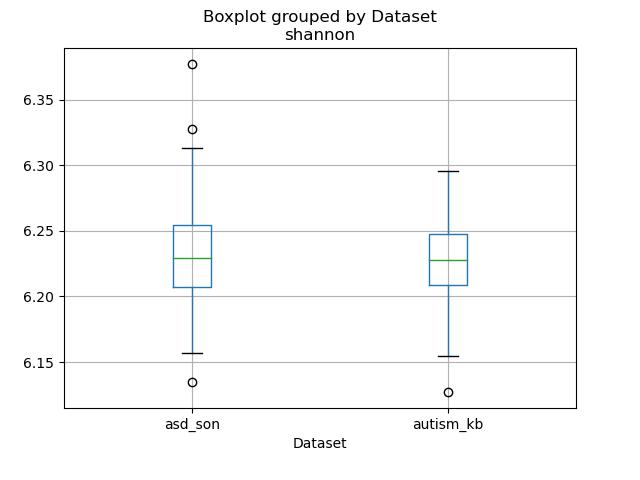 Boxplot grouped by Dataset
shannon
6.35
6.30
6.25
6.20
6.15
asd_son
autism_kb
Dataset